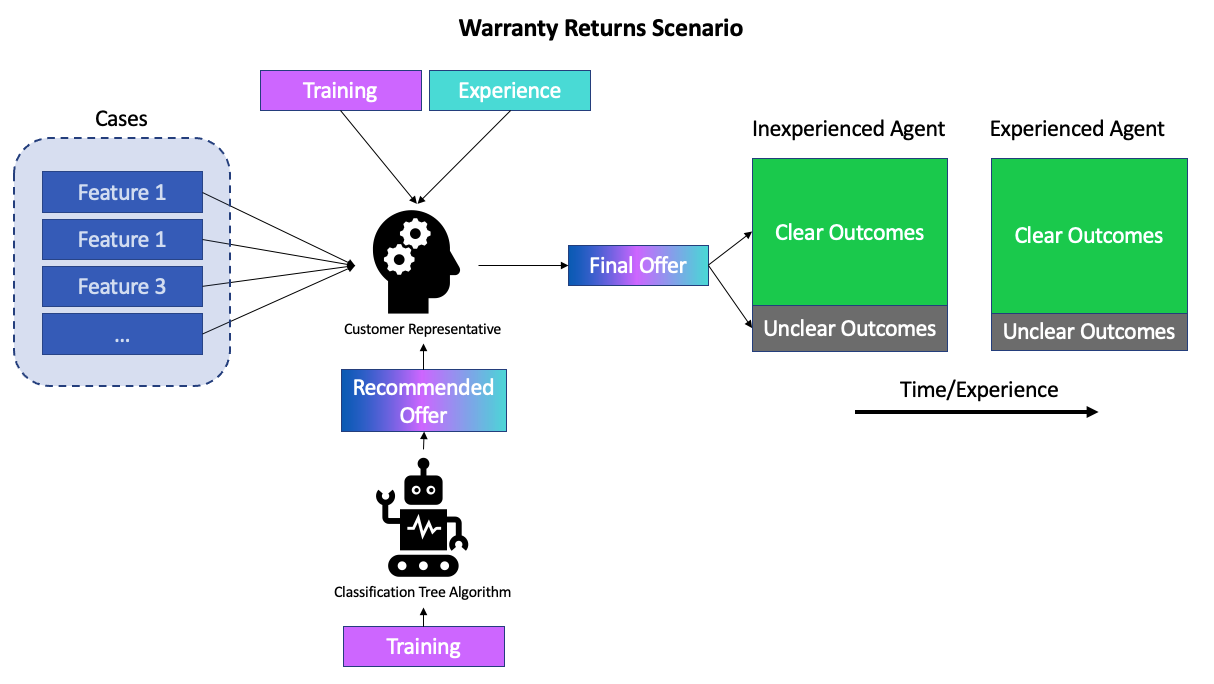 Warranty Returns Scenario
Training
Experience
Cases
Feature 1
Feature 1
Feature 3
...
Customer Representative
Recommended
Offer
Classification Tree Algorithm
Training
Final Offer
Inexperienced Agent
Experienced Agent
Clear Outcomes
Clear Outcomes
Unclear Outcomes
Unclear Outcomes
Time/Experience